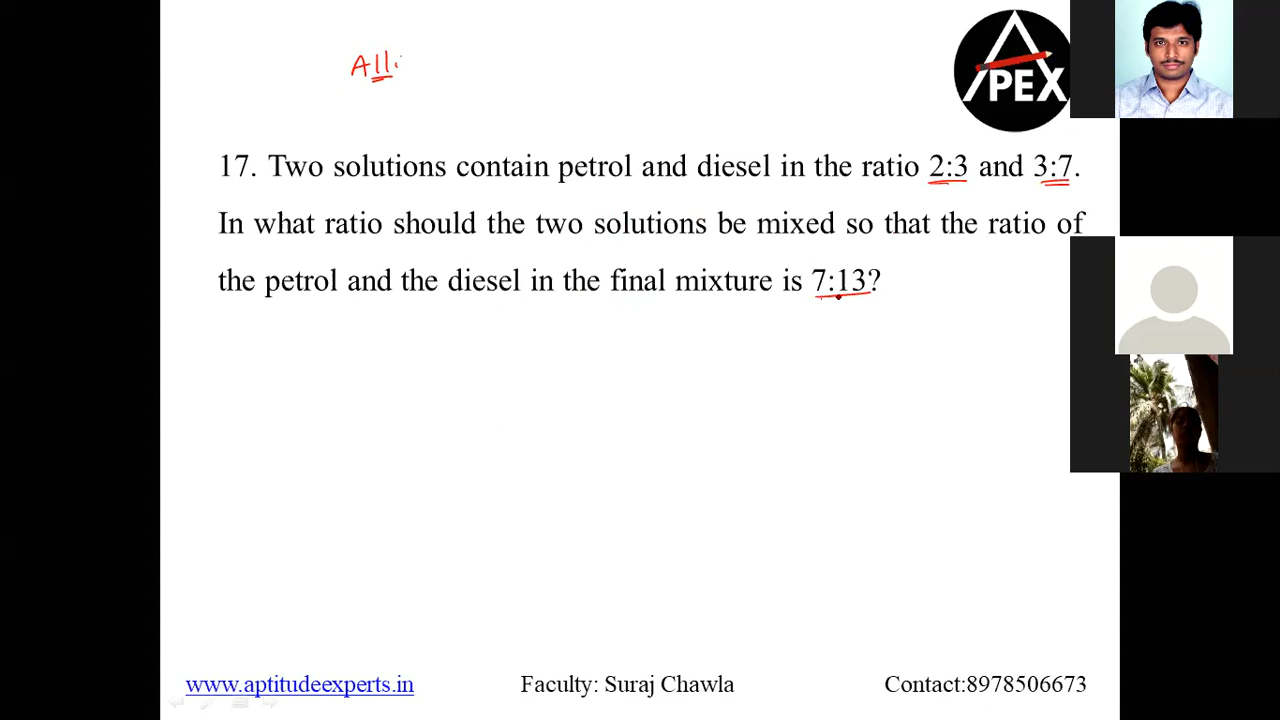 Alli
APEX
17. Two solutions contain petrol and diesel in the ratio 2:3 and 3:7.
In what ratio should the two solutions be mixed so that the ratio of
the petrol and the diesel in the final mixture is 7:13?
www.aptitudeexperts.in Faculty: Suraj Chawla Contact:8978506673